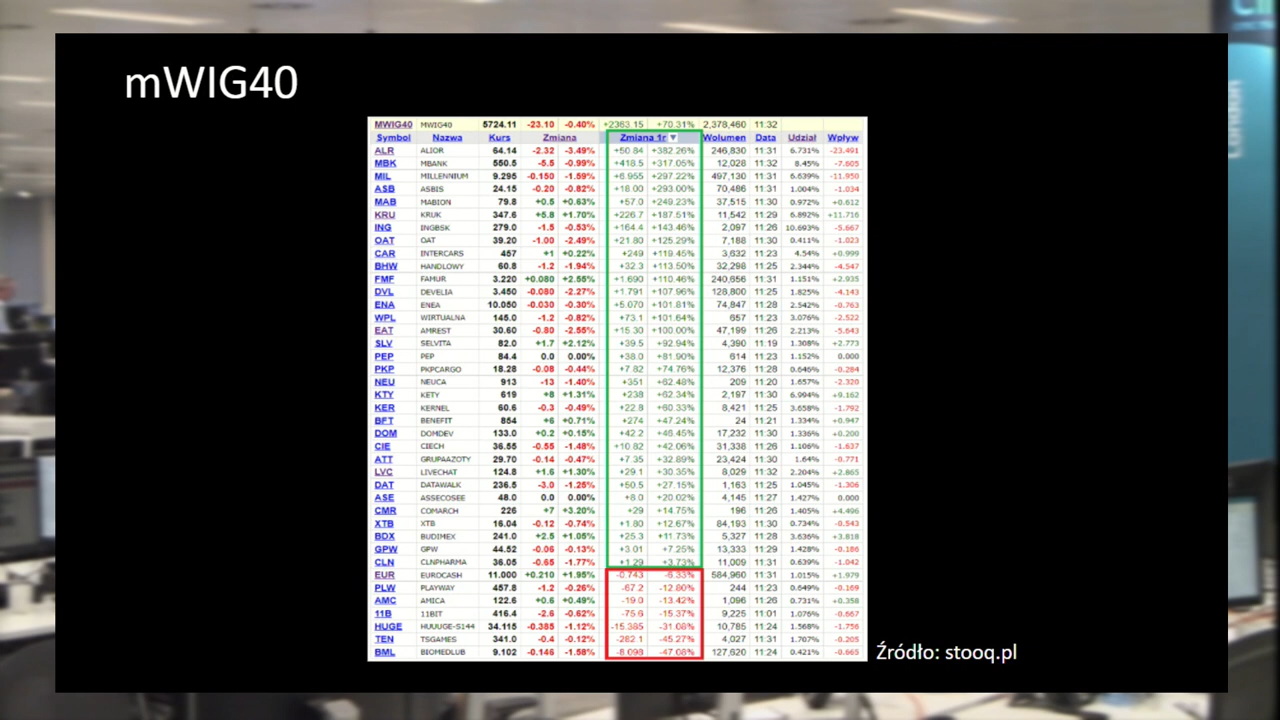 mWIG40
MWIG40 MWIG40 5724.11 -23.10 -0.40% +2363.15 +70.31% 2,378,460 11:32
Symbol Nazwa Kurs Zmiana Zmiana 1r ▼ Wolumen Data Udział Wpływ
ALR ALIOR 64.14 -2.32 -3.49% +50.84 +382.26% 246,830 11:31 6.731% -23.491
MBK MBANK 550.5 -5.5 -0.99% +418.5 +317.05% 12,028 11:32 8.45% -7.605
MIL MILLENNIUM 9.295 -0.150 -1.59% +6.955 +297.22% 497,130 11:31 6.639% -11.950
ASB ASBIS 24.15 -0.20 -0.82% +18.00 +293.00% 70,486 11:31 1.004% -1.034
MAB MABION 79.8 +0.5 +0.63% +57.0 +249.23% 37,515 11:30 0.972% +0.612
KRU KRUK 347.6 +5.8 +1.70% +226.7 +187.51% 11,542 11:29 6.892% +11.716
ING INGBSK 279.0 -1.5 -0.53% +164.4 +143.46% 2,097 11:26 10.693% -5.667
OAT OAT 39.20 -1.00 -2.49% +21.80 +125.29% 7,188 11:30 0.411% -1.023
CAR INTERCARS 457 +1 +0.22% +249 +119.45% 3,632 11:23 4.54% +0.999
BHW HANDLOWY 60.8 -1.2 -1.94% +32.3 +113.50% 32,298 11:25 2.344% -4.547
FMF FAMUR 3.220 +0.080 +2.55% +1.690 +110.46% 240,656 11:31 1.151% +2.935
DVL DEVELIA 3.450 -0.080 -2.27% +1.791 +107.96% 128,800 11:25 1.825% -4.143
ENA ENEA 10.050 -0.030 -0.30% +5.070 +101.81% 74,847 11:28 2.542% -0.763
WPL WIRTUALNA 145.0 -1.2 -0.82% +73.1 +101.64% 657 11:23 3.076% -2.522
EAT AMREST 30.60 -0.80 -2.55% +15.30 +100.00% 47,199 11:26 2.213% -5.643
SLV SELVITA 82.0 +1.7 +2.12% +39.5 +92.94% 4,390 11:19 1.308% +2.773
PEP PEP 84.4 0.0 0.00% +38.0 +81.90% 614 11:23 1.152% 0.000
PKP PKPCARGO 18.28 -0.08 -0.44% +7.82 +74.76% 12,376 11:28 0.646% -0.284
NEU NEUCA 913 -13 -1.40% +351 +62.48% 209 11:20 1.657% -2.320
KTY KETY 619 +8 +1.31% +238 +62.34% 2,197 11:30 6.994% +9.162
KER KERNEL 60.6 -0.3 -0.49% +22.8 +60.33% 8,421 11:25 3.658% -1.792
BFT BENEFIT 854 +6 +0.71% +274 +47.24% 24 11:21 1.334% +0.947
DOM DOMDEV 133.0 +0.2 +0.15% +42.2 +46.45% 17,232 11:30 1.336% +0.200
CIE CIECH 36.55 -0.55 -1.48% +10.82 +42.06% 31,338 11:26 1.106% -1.637
ATT GRUPAAZOTY 29.70 -0.14 -0.47% +7.35 +32.89% 23,424 11:30 1.64% -0.771
LVC LIVECHAT 124.8 +1.6 +1.30% +29.1 +30.35% 8,029 11:32 2.204% +2.865
DAT DATAWALK 236.5 -3.0 -1.25% +50.5 +27.15% 1,163 11:25 1.045% -1.306
ASE ASSECOSEE 48.0 0.0 0.00% +8.0 +20.02% 4,145 11:27 1.427% 0.000
CMR COMARCH 226 +7 +3.20% +29 +14.75% 196 11:26 1.405% +4.496
XTB XTB 16.04 -0.12 -0.74% +1.80 +12.67% 84,193 11:30 0.734% -0.543
BDX BUDIMEX 241.0 +2.5 +1.05% +25.3 +11.73% 5,327 11:28 3.636% +3.818
GPW GPW 44.52 -0.06 -0.13% +3.01 +7.25% 13,333 11:29 1.428% -0.186
CLN CLNPHARMA 36.05 -0.65 -1.77% +1.29 +3.73% 11,009 11:31 0.639% -1.042
EUR EUROCASH 11.000 +0.210 +1.95% -0.743 -6.33% 584,960 11:31 1.015% +1.979
PLW PLAYWAY 457.8 -1.2 -0.26% -67.2 -12.80% 244 11:23 0.649% -0.169
AMC AMICA 122.6 +0.6 +0.49% -19.0 -13.42% 1,096 11:26 0.731% +0.358
11B 11BIT 416.4 -2.6 -0.62% -75.6 -15.37% 9,225 11:01 1.076% -0.667
HUGE HUUUGE-S144 34.115 -0.385 -1.12% -15.385 -31.08% 10,785 11:24 1.568% -1.756
TEN TSGAMES 341.0 -0.4 -0.12% -282.1 -45.27% 4,027 11:31 1.707% -0.205
BML BIOMEDLUB 9.102 -0.146 -1.58% -8.098 -47.08% 127,620 11:24 0.421% -0.665
Źródło: stooq.pl